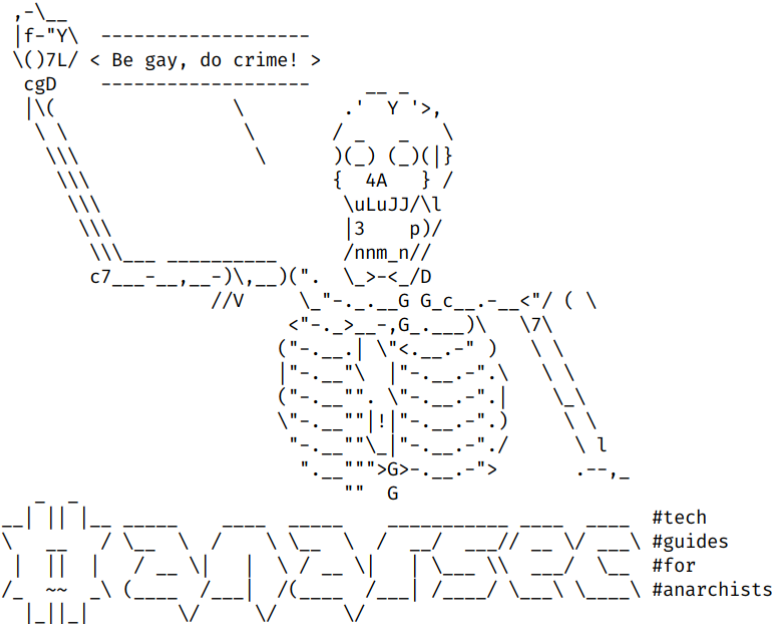 Be gay, do crime!
#anarsec
#tech
#guides
#for
#anarchists